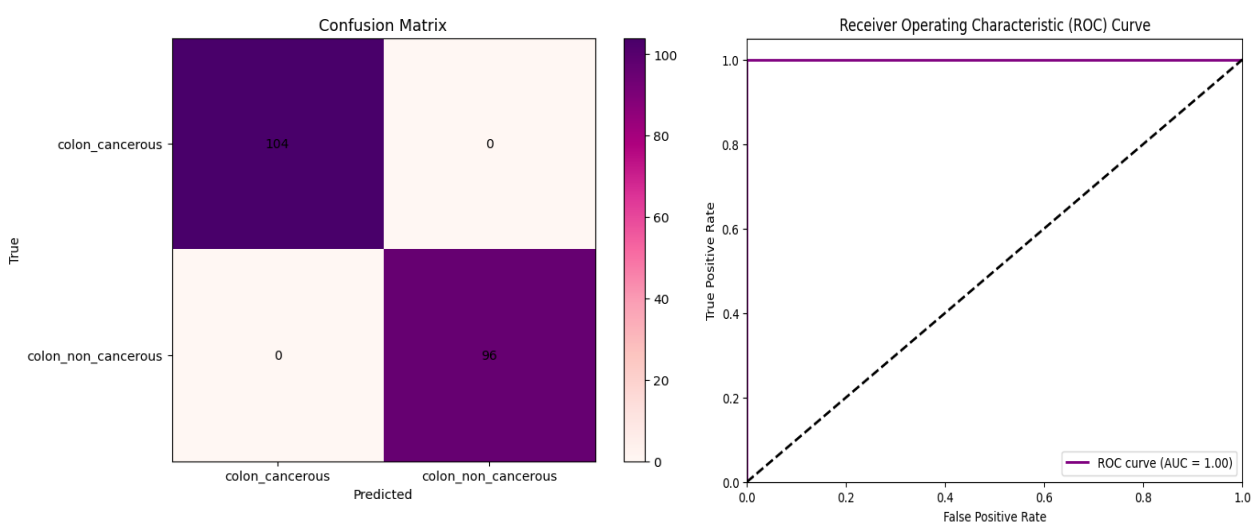 Confusion Matrix
colon_cancerous
colon_non_cancerous
True
104
0
0
96
colon_cancerous
colon_non_cancerous
Predicted
100
80
60
40
20
0
Receiver Operating Characteristic (ROC) Curve
True Positive Rate
1.0
0.8
0.6
0.4
0.2
0.0
0.0
0.2
0.4
0.6
0.8
1.0
False Positive Rate
ROC curve (AUC = 1.00)